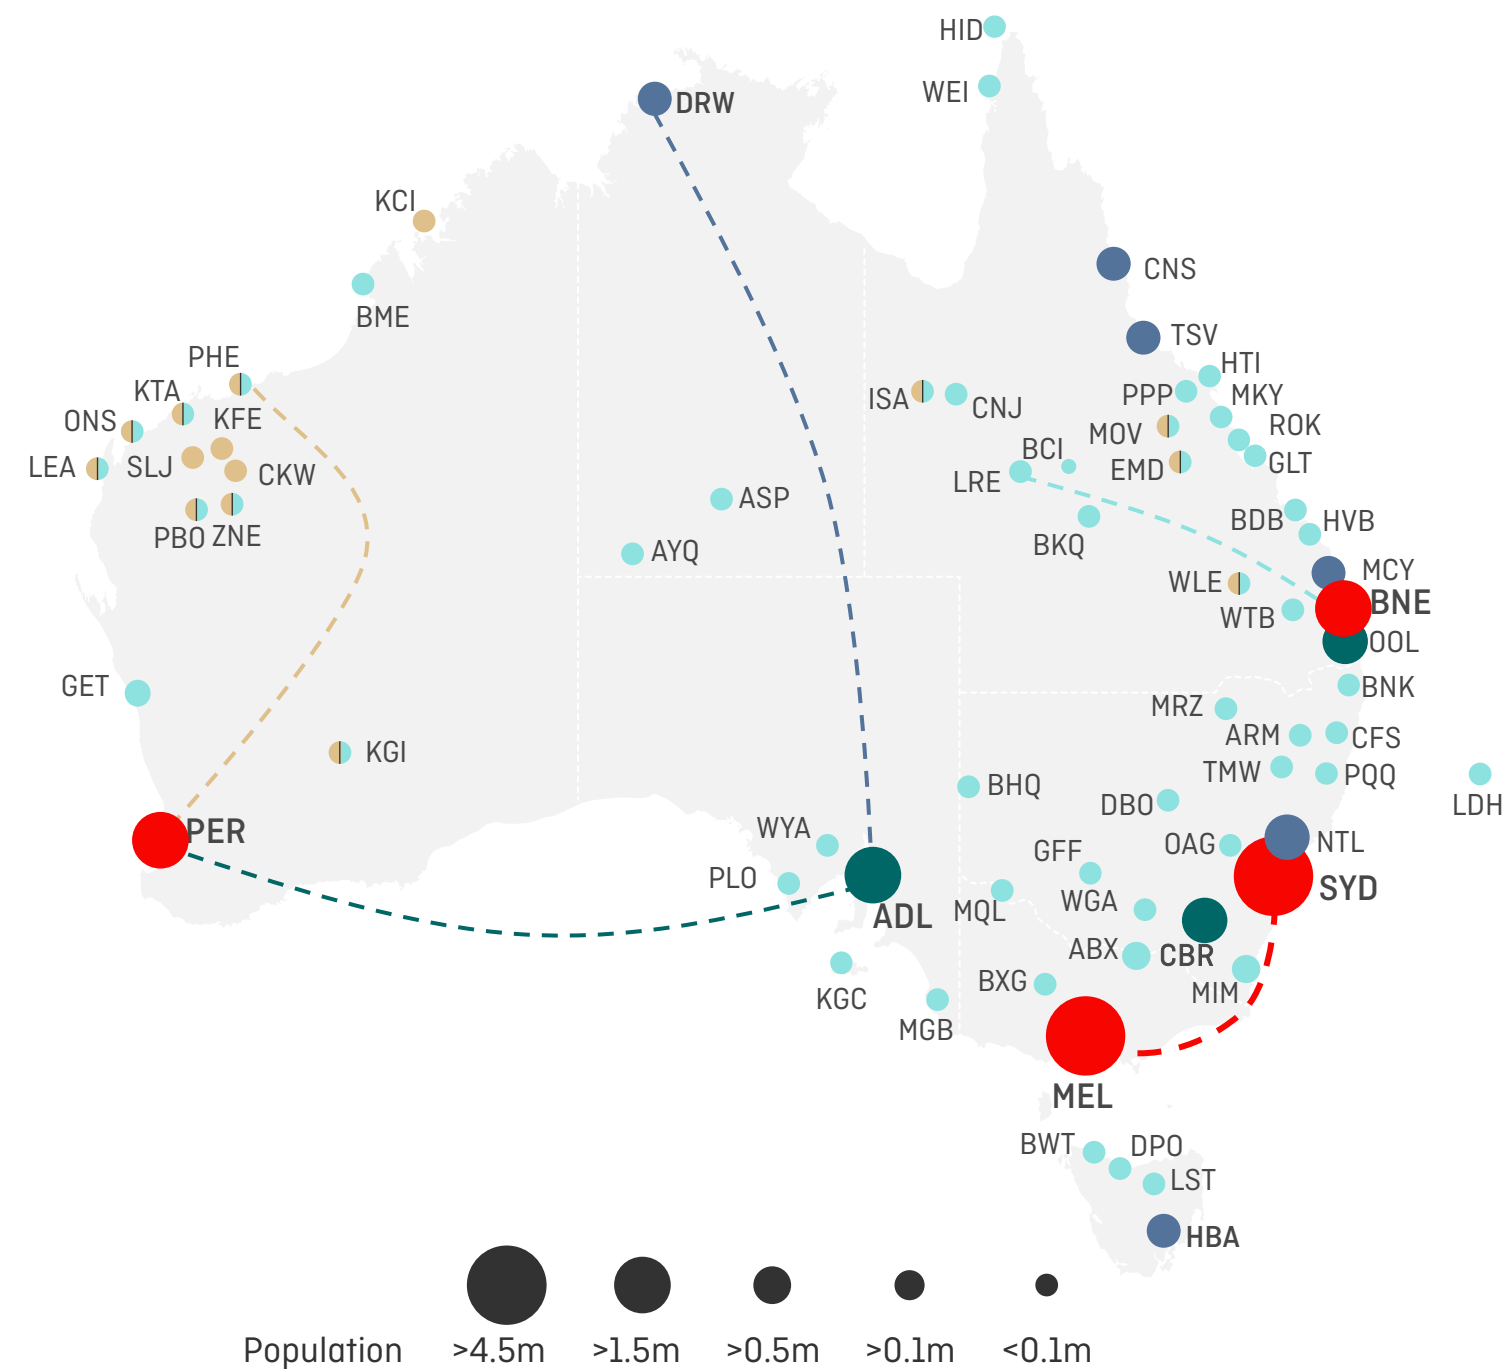 HID
WEI
DRW
KCI
CNS
BME
TSV
PHE
HTI
KTA
ISA
CNJ
PPP
MKY
ONS
KFE
MOV
ROK
LEA
SLJ
CKW
BCI
EMD
GLT
LRE
ASP
PBO
ZNE
BDB
HVB
AYQ
BKQ
MCY
WLE
BNE
WTB
OOL
GET
BNK
MRZ
ARM
CFS
KGI
TMW
PQQ
BHQ
DBO
LDH
PER
WYA
OAG
NTL
GFF
PLO
SYD
WGA
ADL
MQL
ABX
CBR
BXG
MIM
KGC
MGB
MEL
BWT
DPO
LST
HBA
Population >4.5m >1.5m >0.5m >0.1m <0.1m